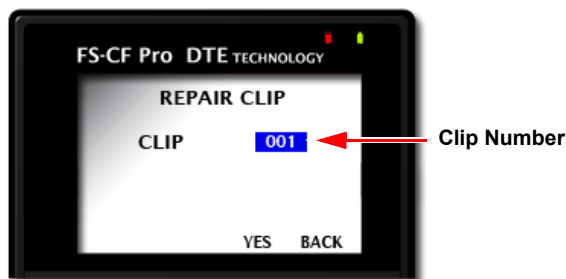 FS-CF Pro DTE TECHNOLOGY
REPAIR CLIP
CLIP 001 Clip Number
YES BACK